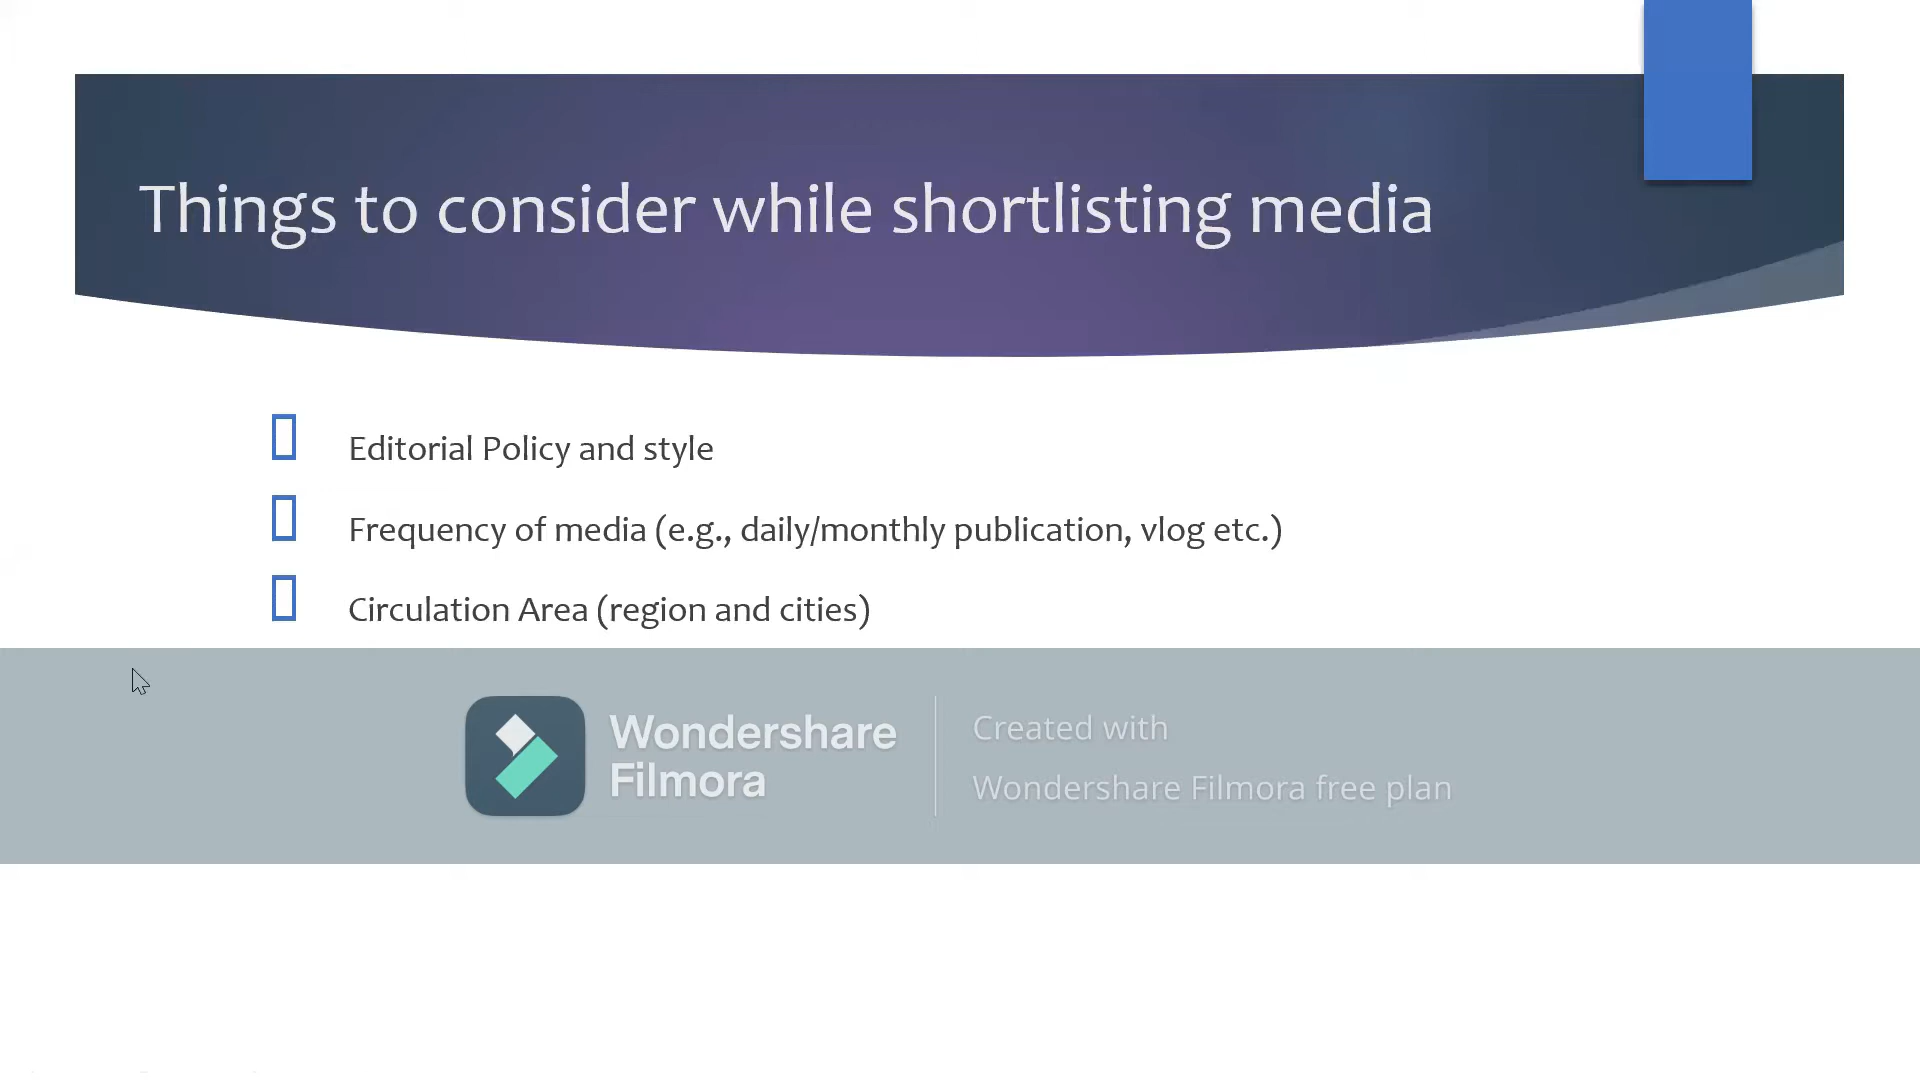 Things to consider while shortlisting media
Editorial Policy and style
Frequency of media (e.g., daily/monthly publication, vlog etc.)
Circulation Area (region and cities)
Wondershare
Filmora
Created with
Wondershare Filmora free plan